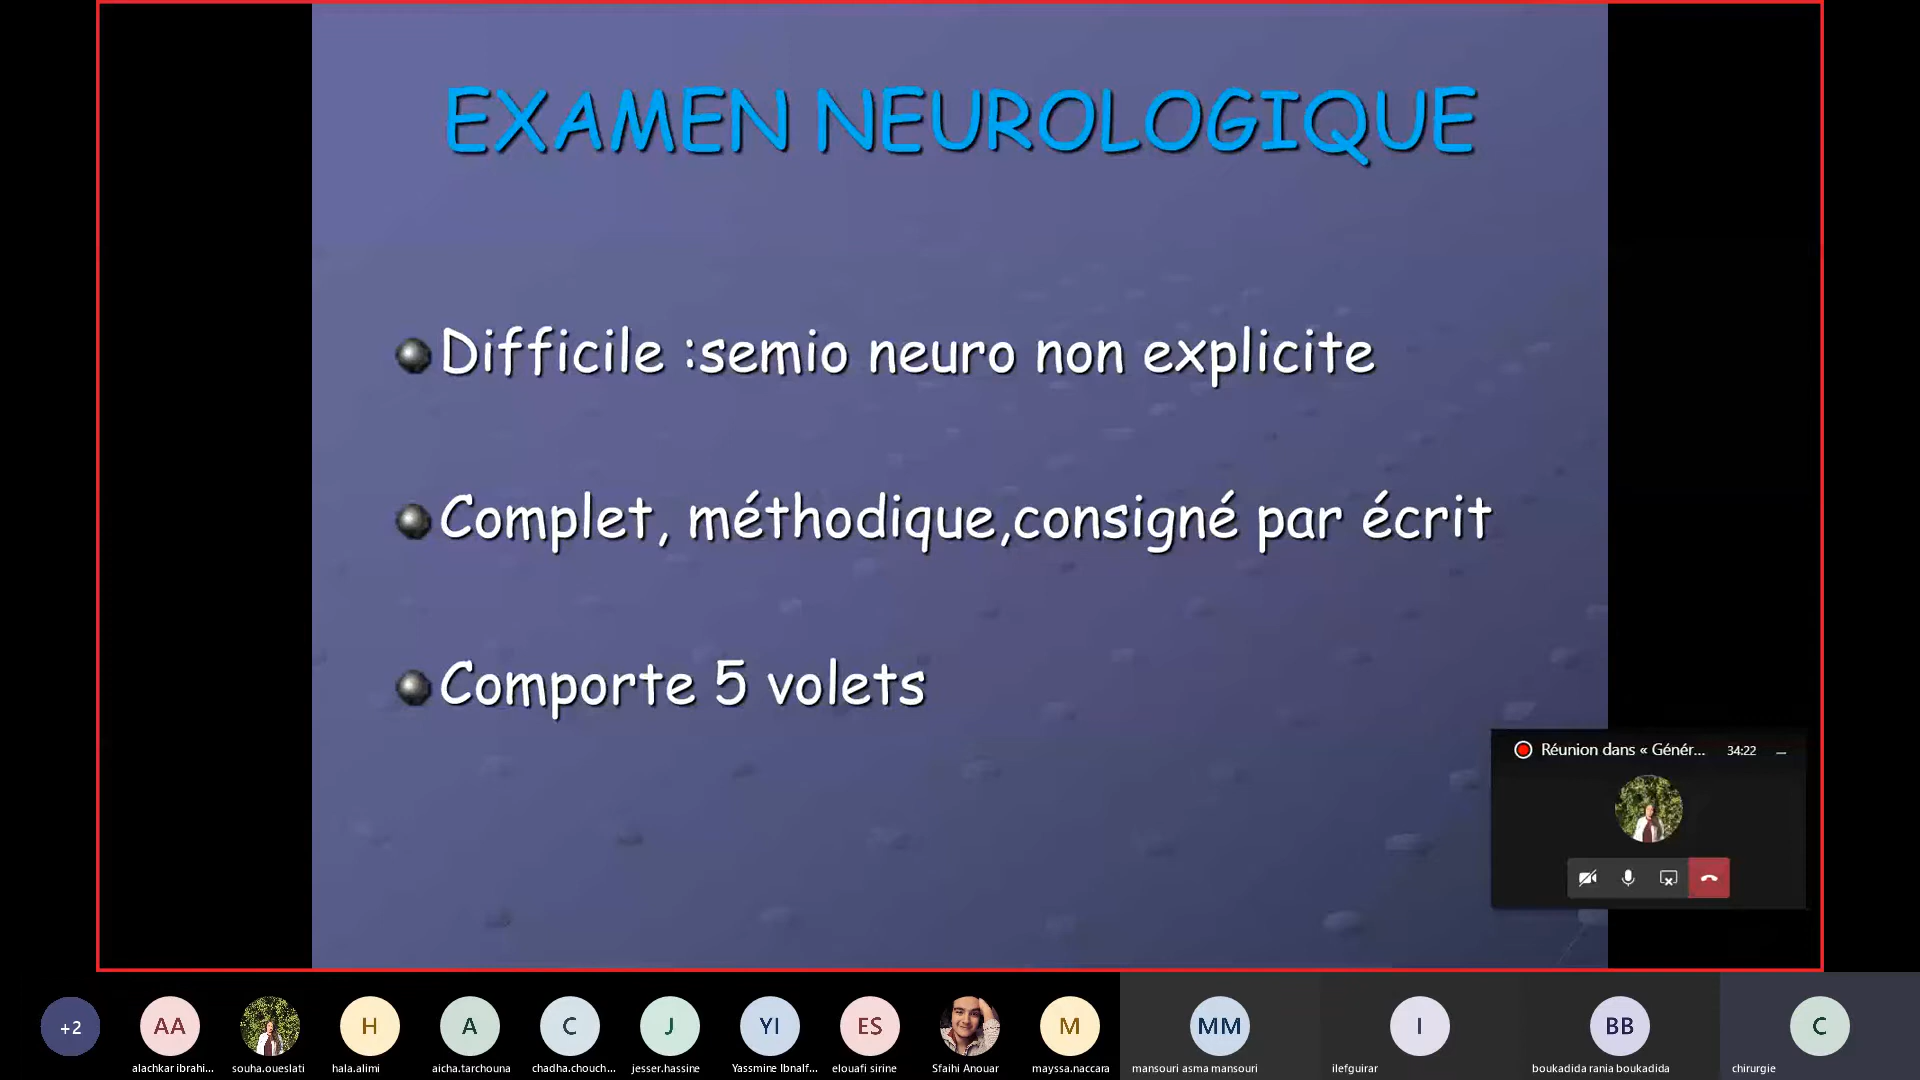 EXAMEN NEUROLOGIQUE
Difficile :semio neuro non explicite
Complet, méthodique,consigné par écrit
Comporte 5 volets
Réunion dans « Génér... 34:22
+2 AA H A C J YI ES M MM I BB C
alachkar ibrahi... souha.oueslati hala.alimi aicha.tarchouna chadha.chouch... jesser.hassine Yassmine Ibnalf... elouafi sirine Sfaihi Anouar mayssa.naccara mansouri asma mansouri ilefguirar boukadida rania boukadida chirurgie